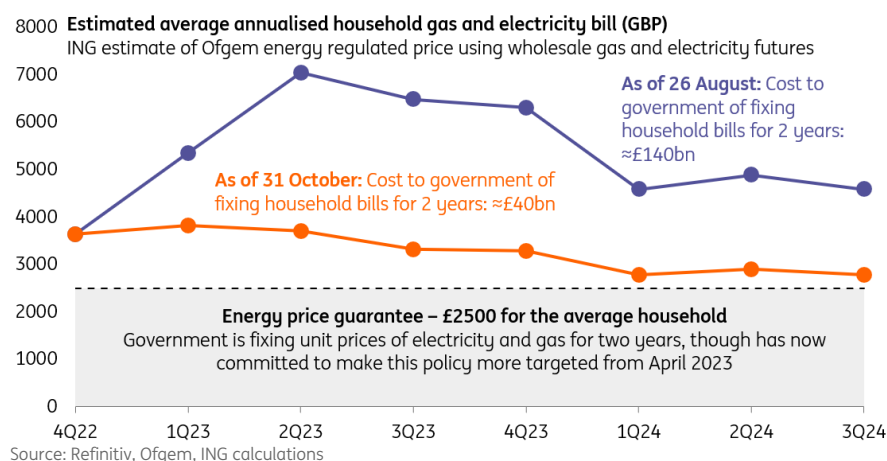 Estimated average annualised household gas and electricity bill (GBP)
ING estimate of Ofgem energy regulated price using wholesale gas and electricity futures
8000
7000
6000
5000
4000
3000
2000
1000
0
As of 26 August: Cost to
government of fixing
household bills for 2 years:
≈£140bn
As of 31 October: Cost to government of
fixing household bills for 2 years: ≈£40bn
Energy price guarantee – £2500 for the average household
Government is fixing unit prices of electricity and gas for two years, though has now
committed to make this policy more targeted from April 2023
4Q22 1Q23 2Q23 3Q23 4Q23 1Q24 2Q24 3Q24
Source: Refinitiv, Ofgem, ING calculations